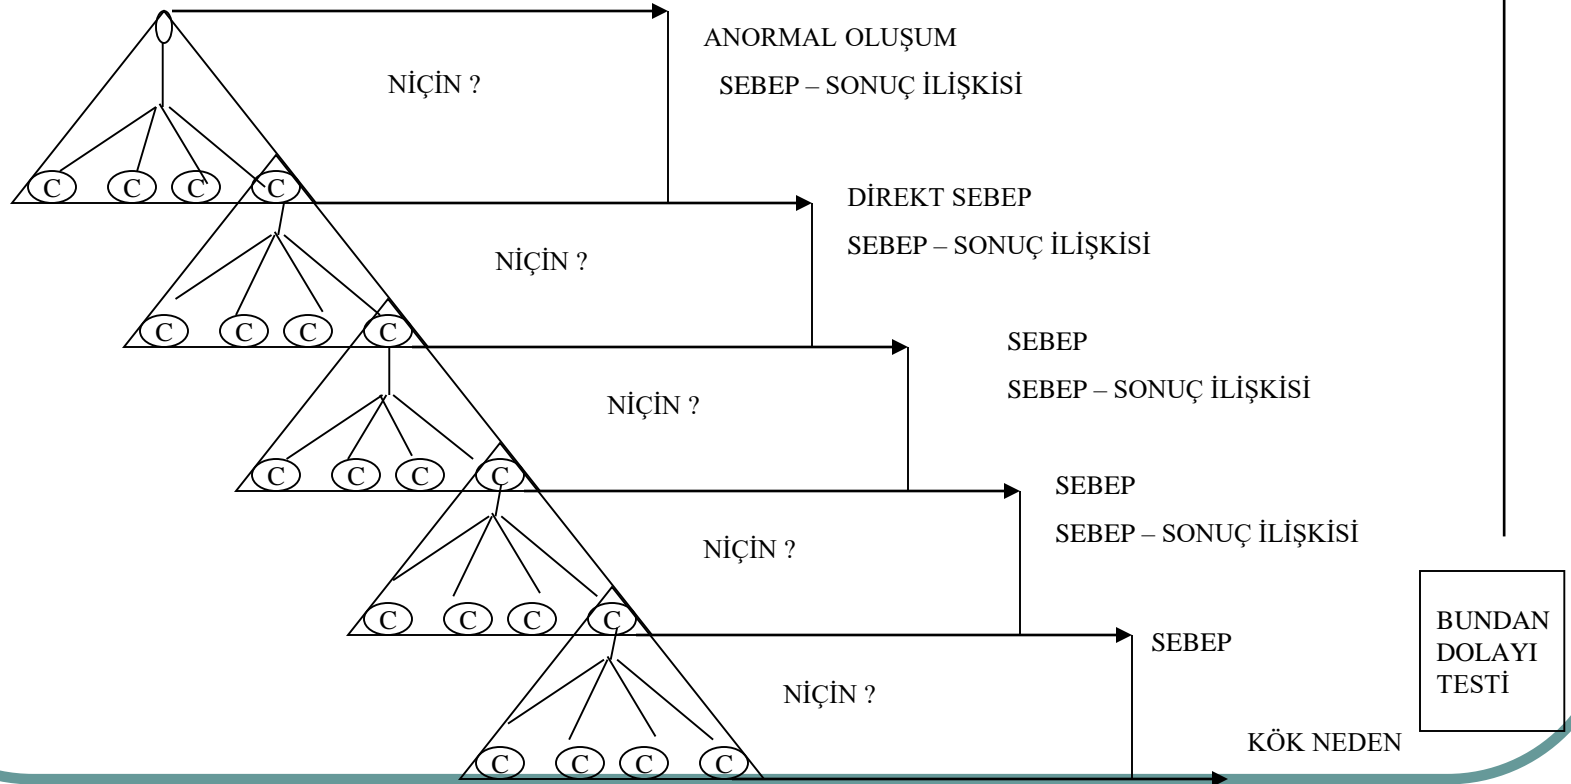 ANORMAL OLUŞUM
NİÇİN ?
SEBEP – SONUÇ İLİŞKİSİ
C C C C
DİREKT SEBEP
SEBEP – SONUÇ İLİŞKİSİ
NİÇİN ?
C C C C
SEBEP
SEBEP – SONUÇ İLİŞKİSİ
NİÇİN ?
C C C C
SEBEP
SEBEP – SONUÇ İLİŞKİSİ
NİÇİN ?
C C C C
SEBEP
NİÇİN ?
C C C C
KÖK NEDEN
BUNDAN
DOLAYI
TESTİ